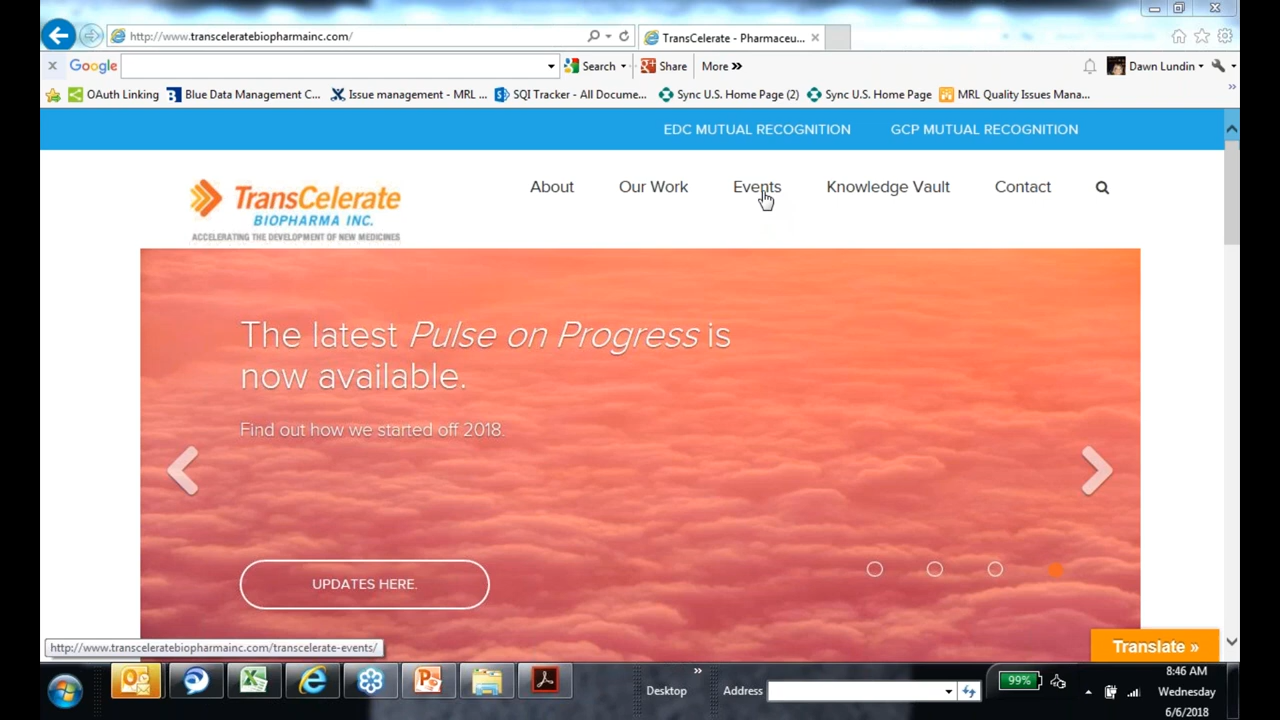 http://www.transceleratebiopharmainc.com/
TransCelerate - Pharmaceu...
Google
Search
Share
More »
Dawn Lundin
OAuth Linking
Blue Data Management C...
Issue management - MRL ...
SQI Tracker - All Docume...
Sync U.S. Home Page (2)
Sync U.S. Home Page
MRL Quality Issues Mana...
EDC MUTUAL RECOGNITION
GCP MUTUAL RECOGNITION
TransCelerate
BIOPHARMA INC.
ACCELERATING THE DEVELOPMENT OF NEW MEDICINES
About
Our Work
Events
Knowledge Vault
Contact
The latest Pulse on Progress is
now available.
Find out how we started off 2018.
UPDATES HERE.
http://www.transceleratebiopharmainc.com/transcelerate-events/
Translate »
Desktop
Address
99%
8:46 AM
Wednesday
6/6/2018